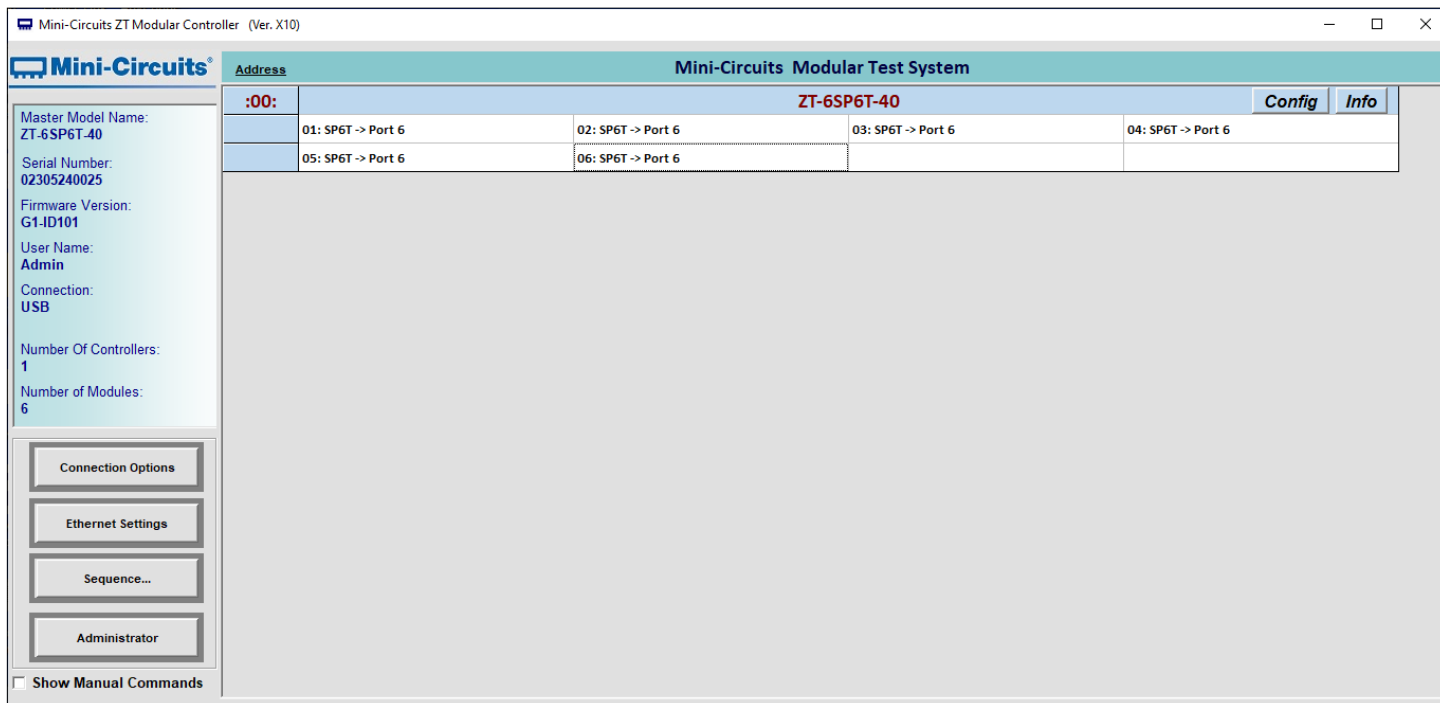 Mini-Circuits ZT Modular Controller (Ver. X10)
Mini-Circuits®
Address
Mini-Circuits Modular Test System
:00:
ZT-6SP6T-40
Config
Info
01: SP6T -> Port 6
02: SP6T -> Port 6
03: SP6T -> Port 6
04: SP6T -> Port 6
05: SP6T -> Port 6
06: SP6T -> Port 6
Master Model Name:
ZT-6SP6T-40
Serial Number:
02305240025
Firmware Version:
G1-ID101
User Name:
Admin
Connection:
USB
Number Of Controllers:
1
Number of Modules:
6
Connection Options
Ethernet Settings
Sequence...
Administrator
Show Manual Commands